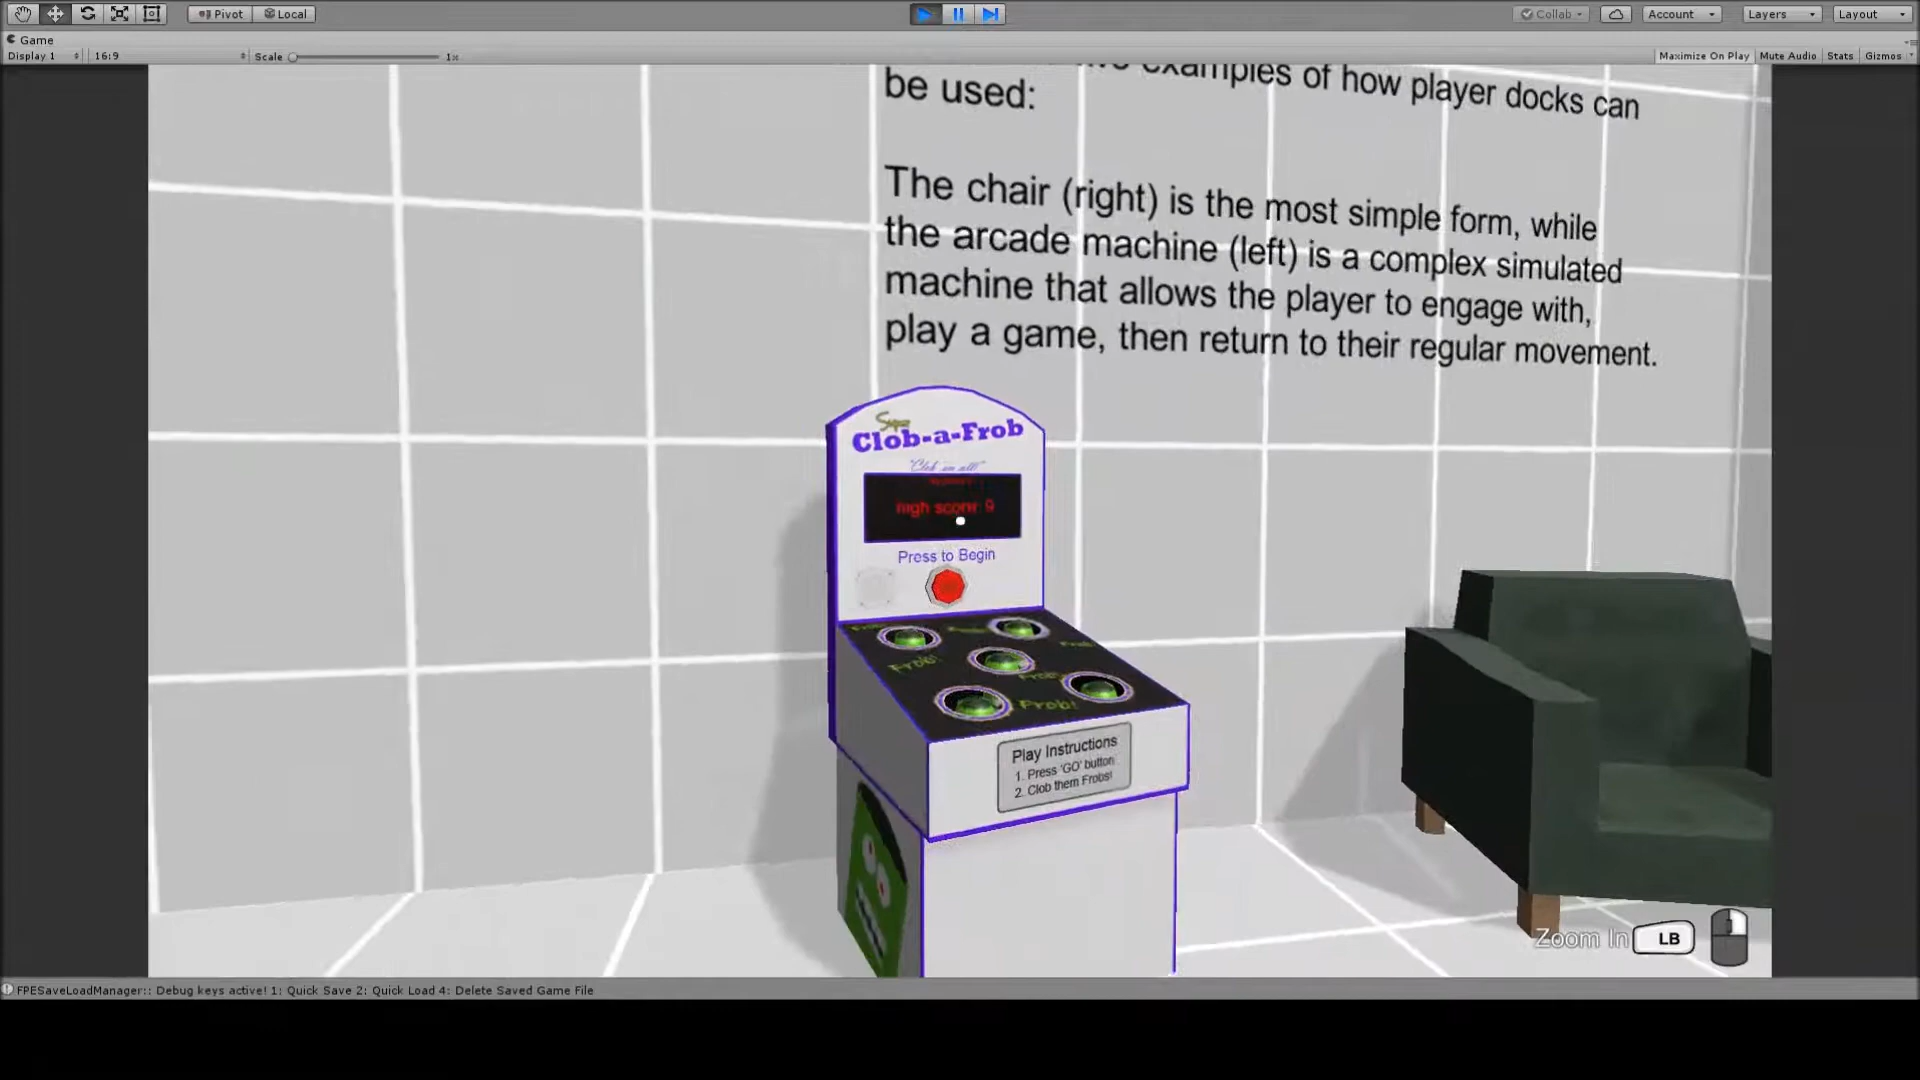 Pivot Local Collab Account Layers Layout
Game
Display 1 16:9 Scale 1x Maximize On Play Mute Audio Stats Gizmos
examples of how player docks can
be used:
The chair (right) is the most simple form, while
the arcade machine (left) is a complex simulated
machine that allows the player to engage with,
play a game, then return to their regular movement.
Super
Clob-a-Frob
"Clob 'em all!"
high score: 9
Press to Begin
Frob!
Frob!
Play Instructions
1. Press 'GO' button
2. Clob them Frobs!
Zoom In LB
FPESaveLoadManager:: Debug keys active! 1: Quick Save 2: Quick Load 4: Delete Saved Game File